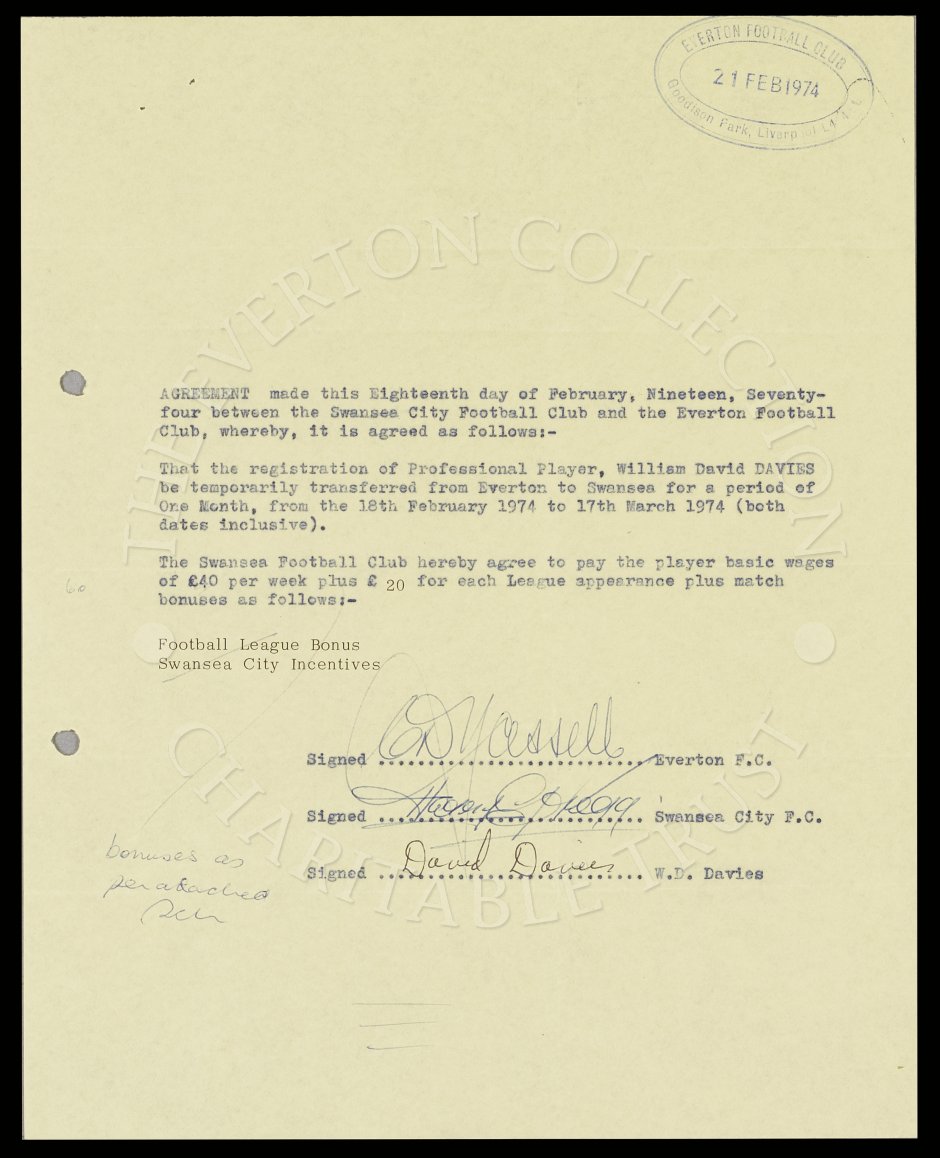 EVERTON FOOTBALL CLUB
21 FEB 1974
Goodison Park, Liverpool L4 4
THE EVERTON COLLECTION
CHARITABLE TRUST
AGREEMENT made this Eighteenth day of February, Nineteen, Seventy-
four between the Swansea City Football Club and the Everton Football
Club, whereby, it is agreed as follows:-
That the registration of Professional Player, William David DAVIES
be temporarily transferred from Everton to Swansea for a period of
One Month, from the 18th February 1974 to 17th March 1974 (both
dates inclusive).
The Swansea Football Club hereby agree to pay the player basic wages
of £40 per week plus £ 20 for each League appearance plus match
60
bonuses as follows:-
Football League Bonus
Swansea City Incentives
Signed .............................. Everton F.C.
Signed .............................. Swansea City F.C.
Signed David Davies W.D. Davies
bonuses as
per attached